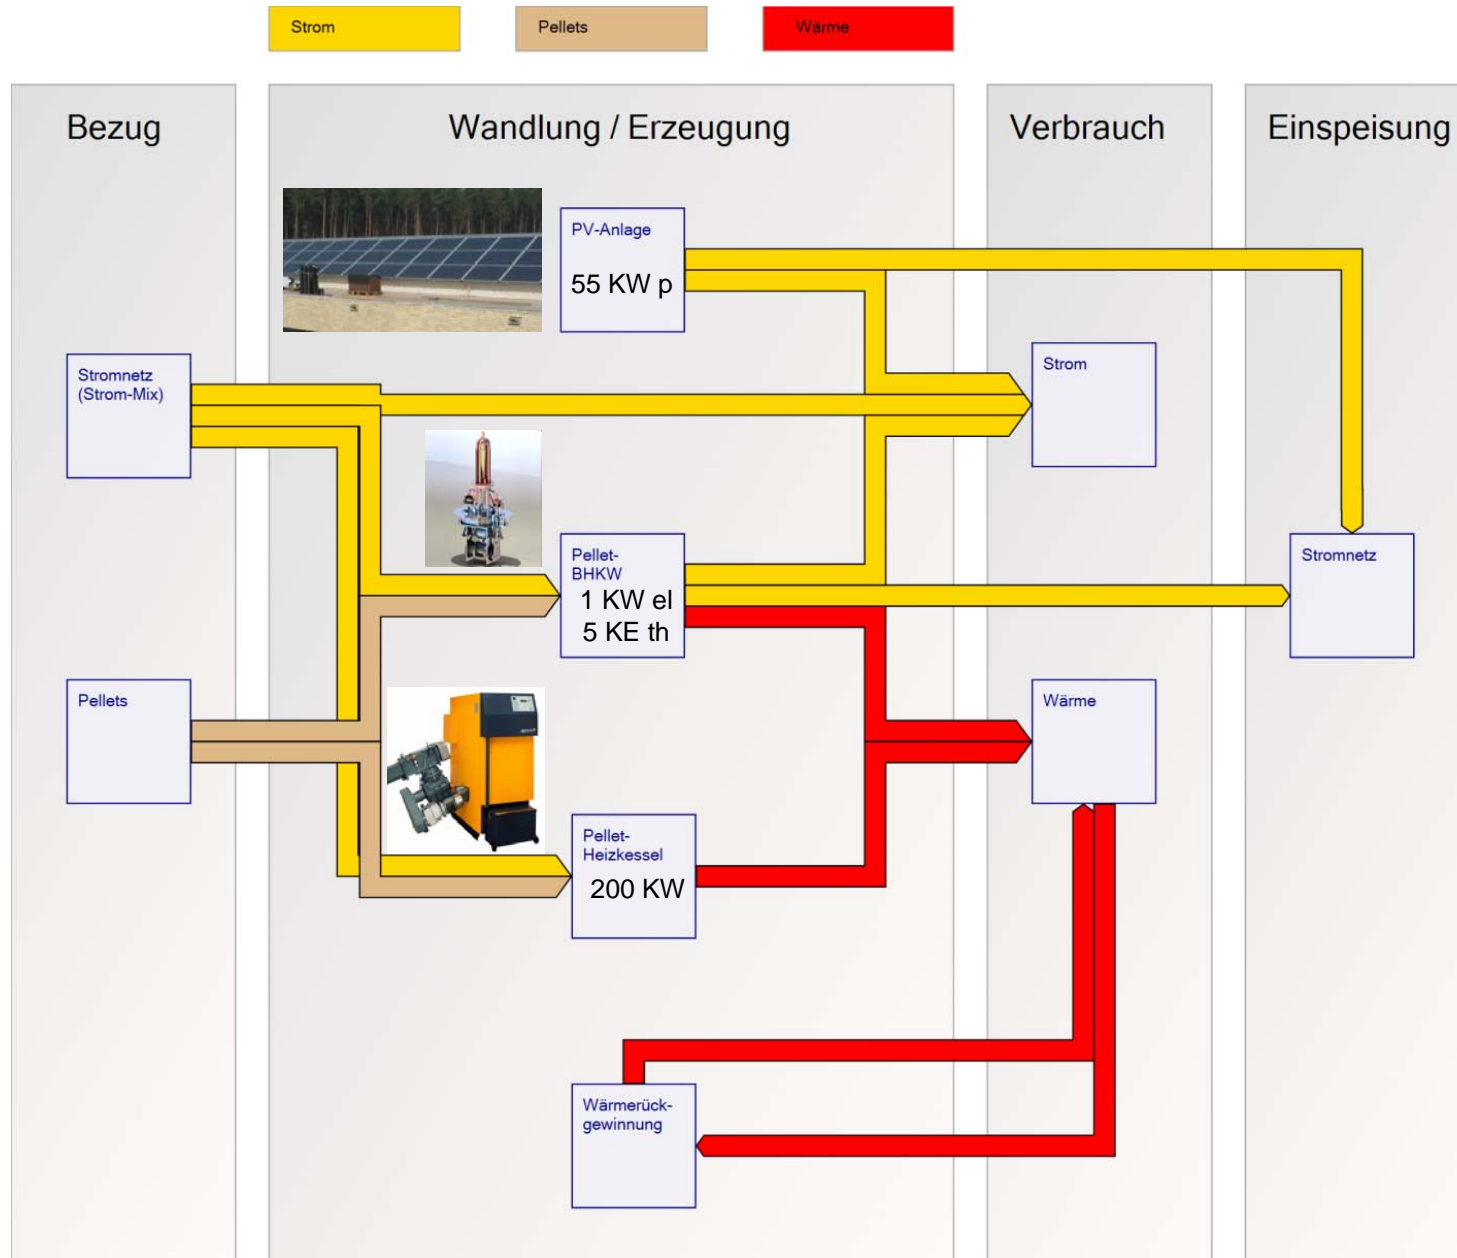 Strom
Pellets
Wärme
Bezug
Wandlung / Erzeugung
Verbrauch
Einspeisung
PV-Anlage
55 KW p
Stromnetz
(Strom-Mix)
Strom
Pellet-
BHKW
1 KW el
5 KE th
Stromnetz
Pellets
Wärme
Pellet-
Heizkessel
200 KW
Wärmerück-
gewinnung